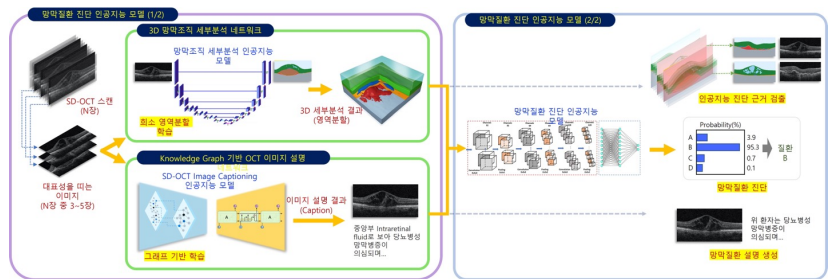 망막질환 진단 인공지능 모델 (1/2)
3D 망막조직 세부분석 네트워크
3D 망막조직 세부분석 인공지능
모델
SD-OCT 스캔
(N장)
희소 영역분할
학습
3D 세부분석 결과
(영역분할)
대표성을 띠는
이미지
(N장 중 3~5장)
Knowledge Graph 기반 OCT 이미지 설명
SD-OCT Image Captioning
인공지능 모델
그래프 기반 학습
이미지 설명 결과
(Caption)
중앙부 Intraretinal
fluid로 보아 당뇨병성
망막병증이
의심되며...
망막질환 진단 인공지능 모델 (2/2)
망막질환 진단 인공지능
모델
인공지능 진단 근거 검출
Probability(%)
A 3.9
B 95.3
C 0.7
D 0.1
질환
B
망막질환 진단
위 환자는 당뇨병성
망막병증이
의심되며...
망막질환 설명 생성